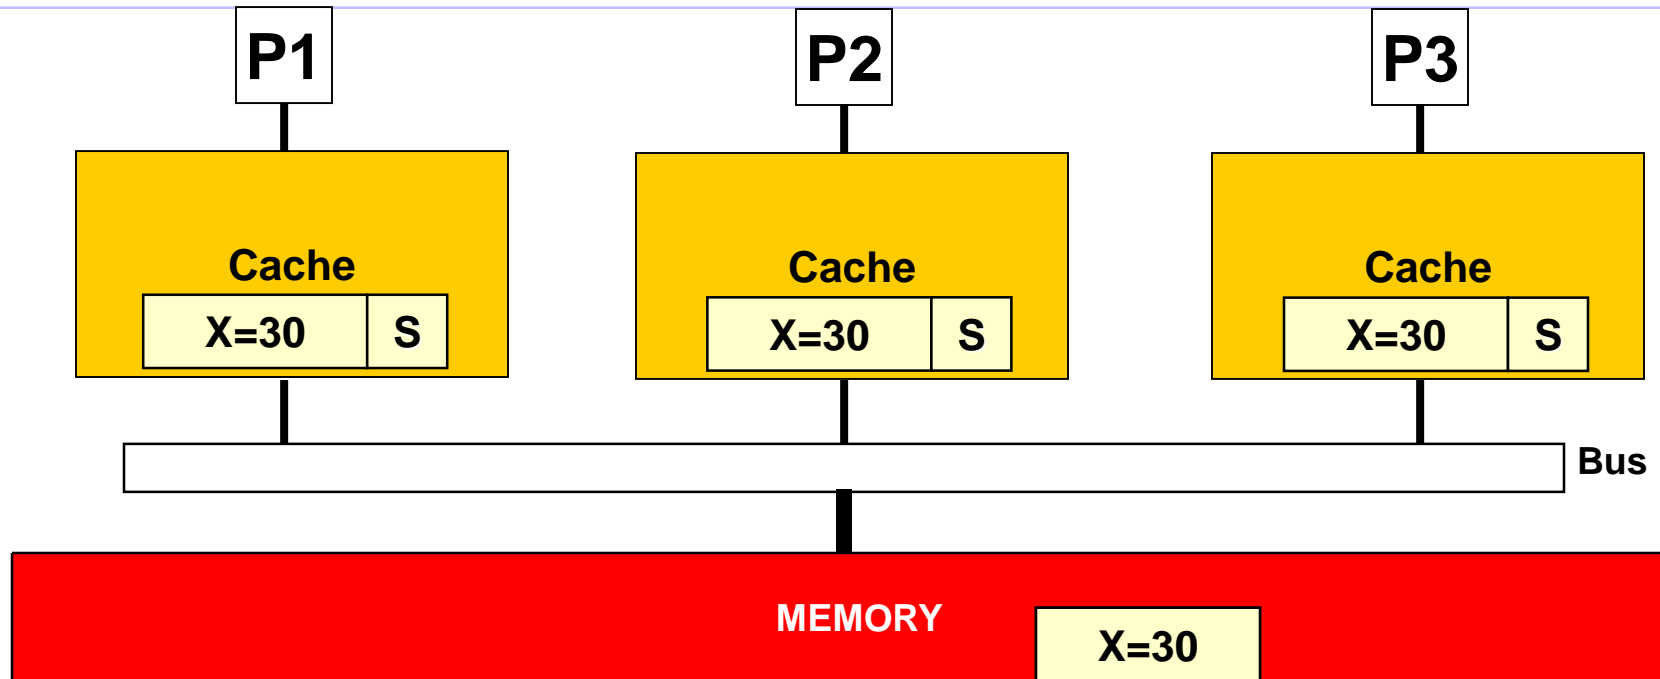 P1
P2
P3
Cache
Cache
Cache
X=30 S
X=30 S
X=30 S
Bus
MEMORY
X=30